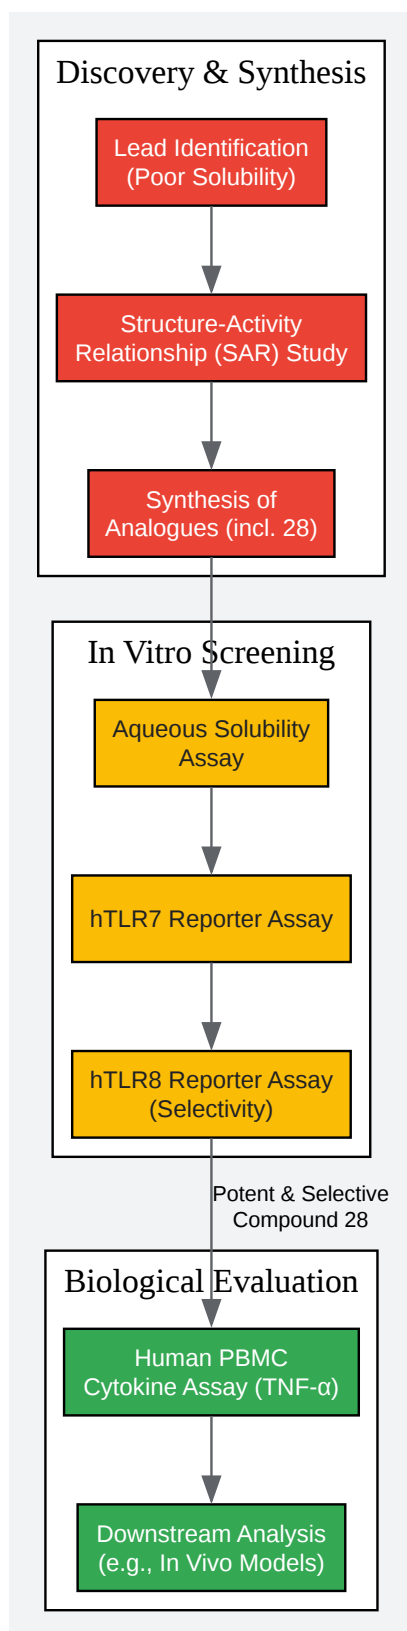 Discovery & Synthesis
Lead Identification
(Poor Solubility)
Structure-Activity
Relationship (SAR) Study
Synthesis of
Analogues (incl. 28)
In Vitro Screening
Aqueous Solubility
Assay
hTLR7 Reporter Assay
hTLR8 Reporter Assay
(Selectivity)
Potent & Selective
Compound 28
Biological Evaluation
Human PBMC
Cytokine Assay (TNF-α)
Downstream Analysis
(e.g., In Vivo Models)